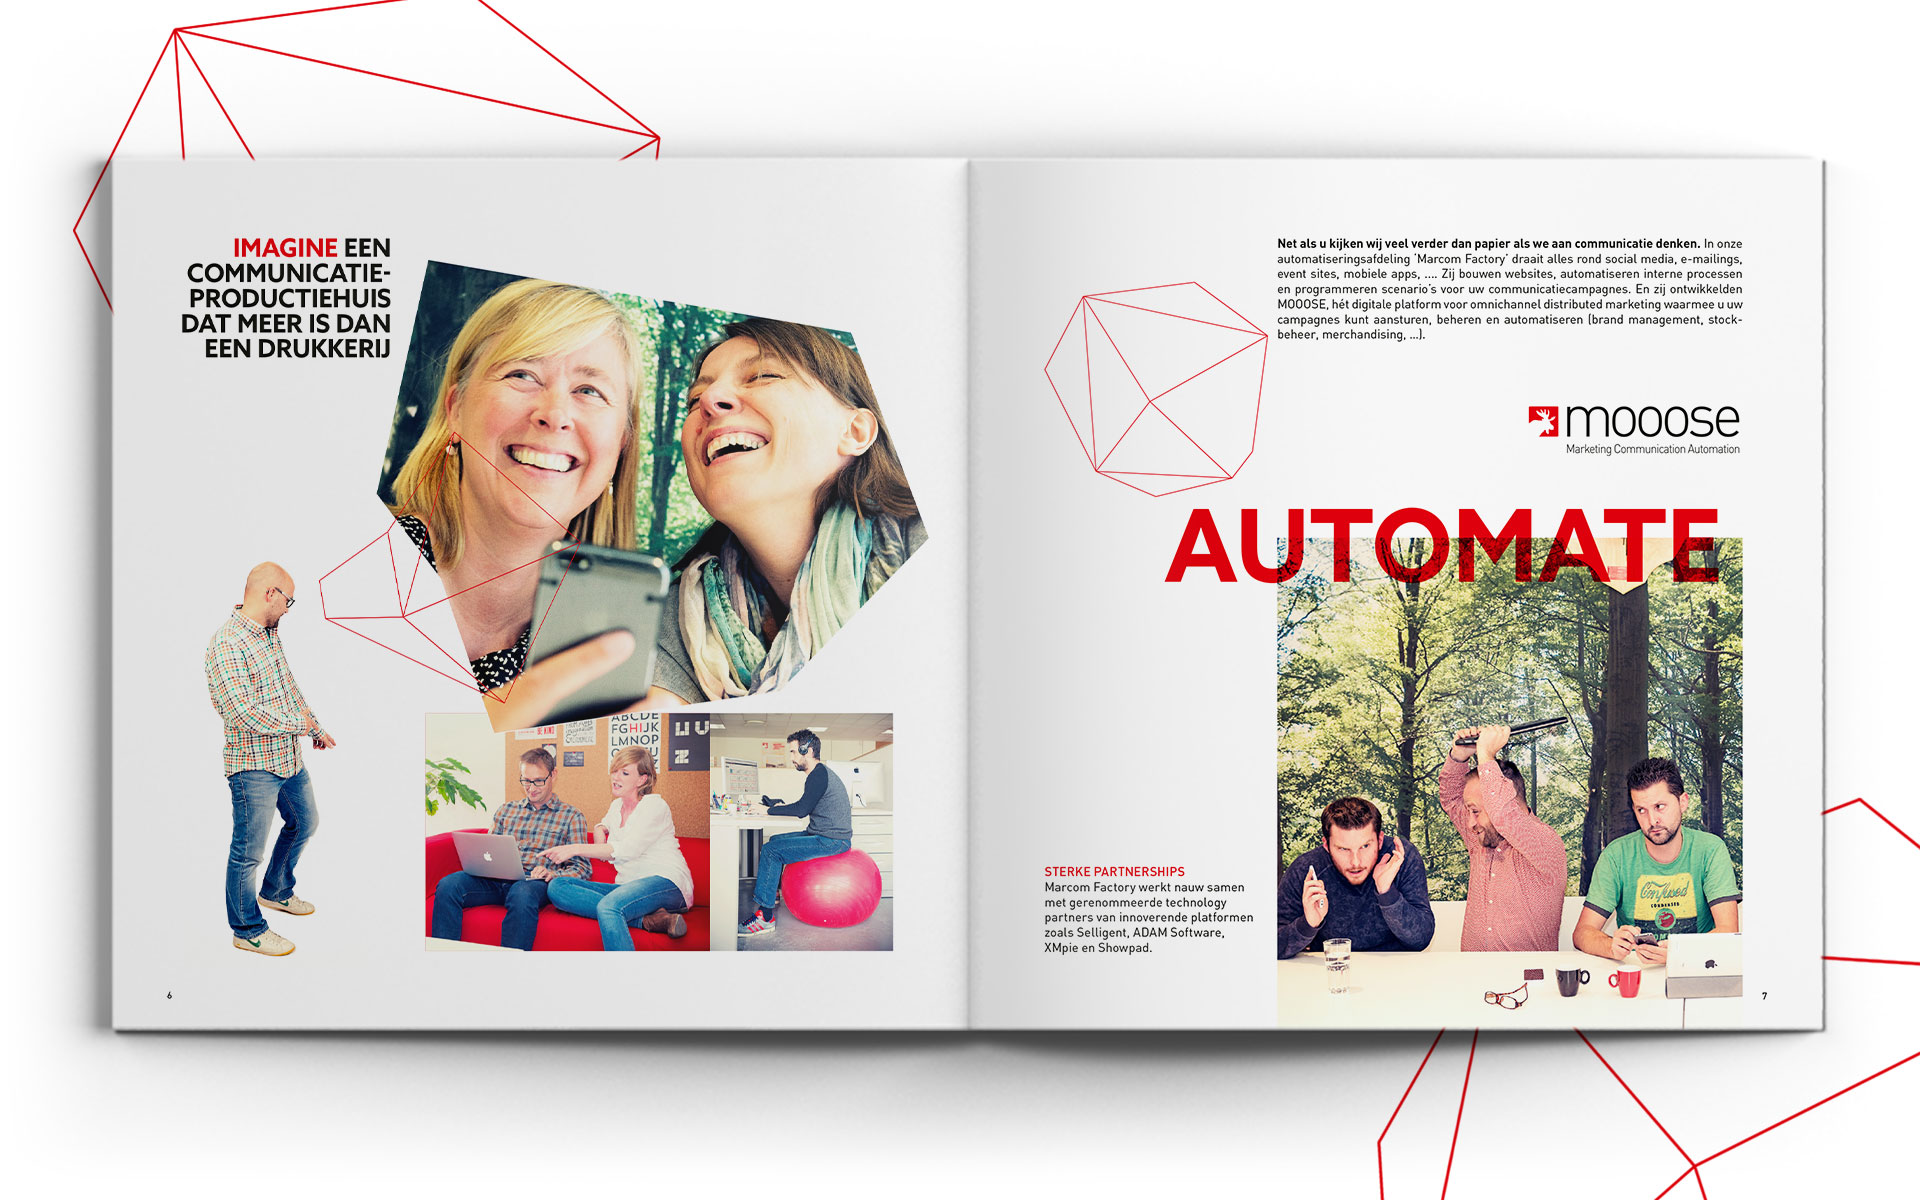 IMAGINE EEN
COMMUNICATIE-
PRODUCTIEHUIS
DAT MEER IS DAN
EEN DRUKKERIJ
BE KIND
ABCDE
FGHIJK
LMNOP
6
Net als u kijken wij veel verder dan papier als we aan communicatie denken. In onze
automatiseringsafdeling ‘Marcom Factory’ draait alles rond social media, e-mailings,
event sites, mobiele apps, .... Zij bouwen websites, automatiseren interne processen
en programmeren scenario’s voor uw communicatiecampagnes. En zij ontwikkelden
MOOOSE, hét digitale platform voor omnichannel distributed marketing waarmee u uw
campagnes kunt aansturen, beheren en automatiseren (brand management, stock-
beheer, merchandising, ...).
mooose
Marketing Communication Automation
AUTOMATE
Confused
CONDENSED
STERKE PARTNERSHIPS
Marcom Factory werkt nauw samen
met gerenommeerde technology
partners van innoverende platformen
zoals Selligent, ADAM Software,
XMpie en Showpad.
7